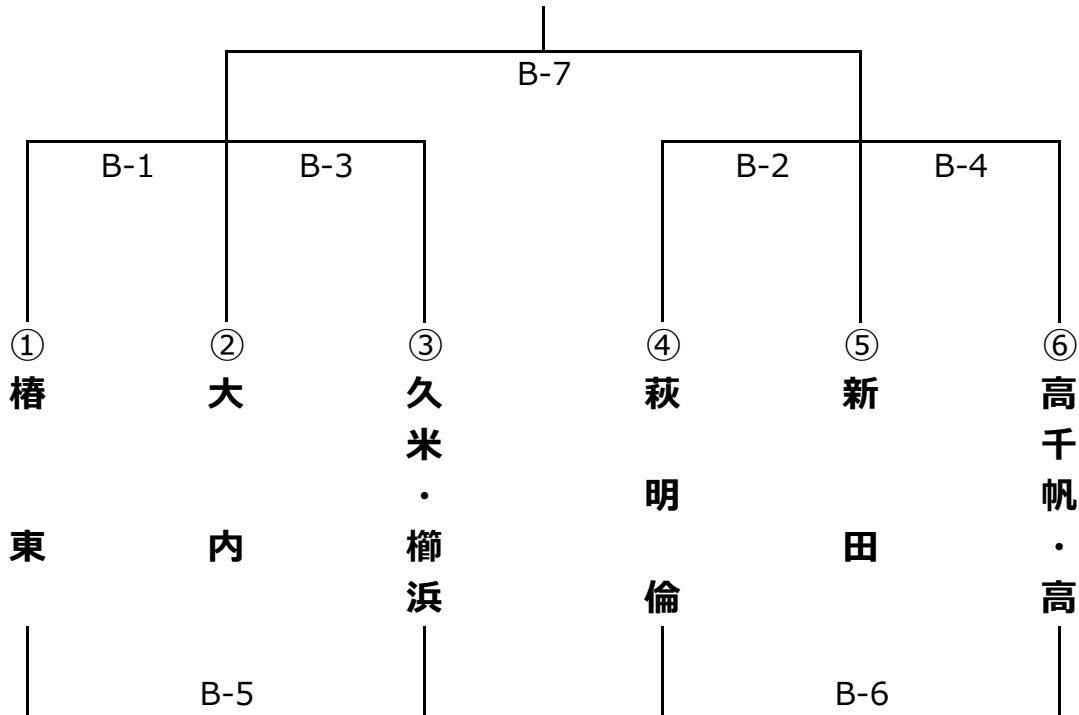 B-7
B-1
B-3
B-2
B-4
①
②
③
④
⑤
⑥
椿東
大内
久米・櫛浜
萩明倫
新田
高千帆・高
B-5
B-6